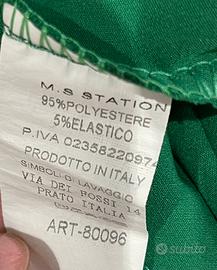 M.S STATION
95%POLYESTERE
5%ELASTICO
P.IVA 02358220974
PRODOTTO IN ITALY
SIMBOLI DI LAVAGGIO
VIA DEI ROSSI 14
PRATO ITALIA
ART-80096
subito